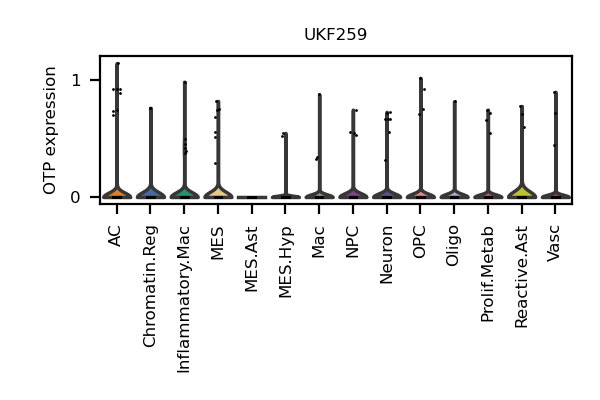 UKF259
OTP expression
1
0
AC
Chromatin.Reg
Inflammatory.Mac
MES
MES.Ast
MES.Hyp
Mac
NPC
Neuron
OPC
Oligo
Prolif.Metab
Reactive.Ast
Vasc